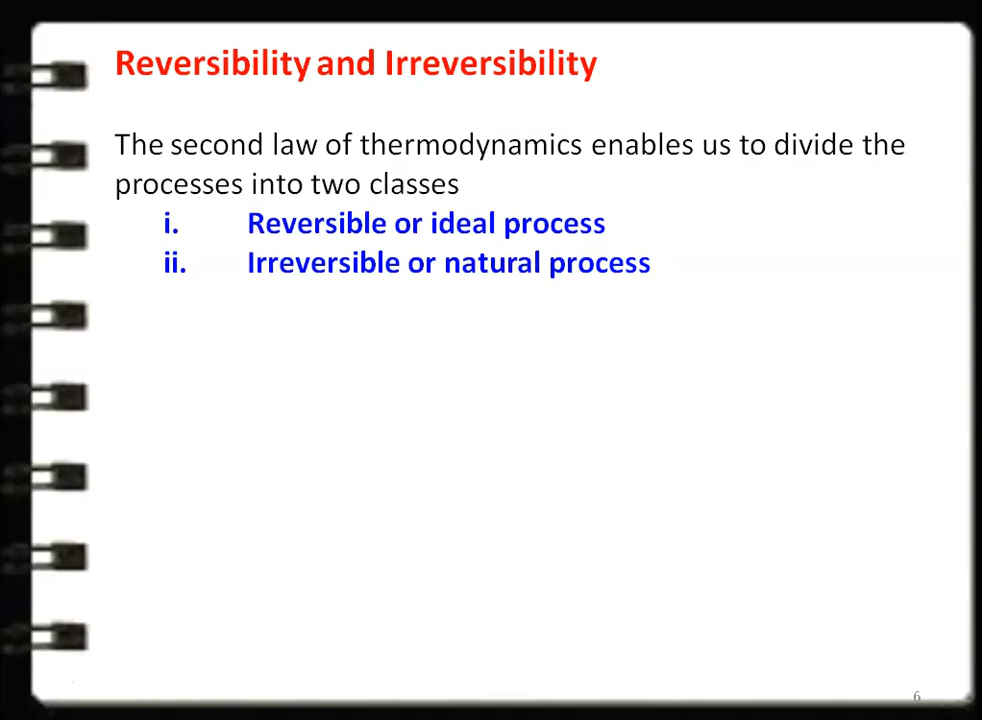 Reversibility and Irreversibility
The second law of thermodynamics enables us to divide the
processes into two classes
i. Reversible or ideal process
ii. Irreversible or natural process
6